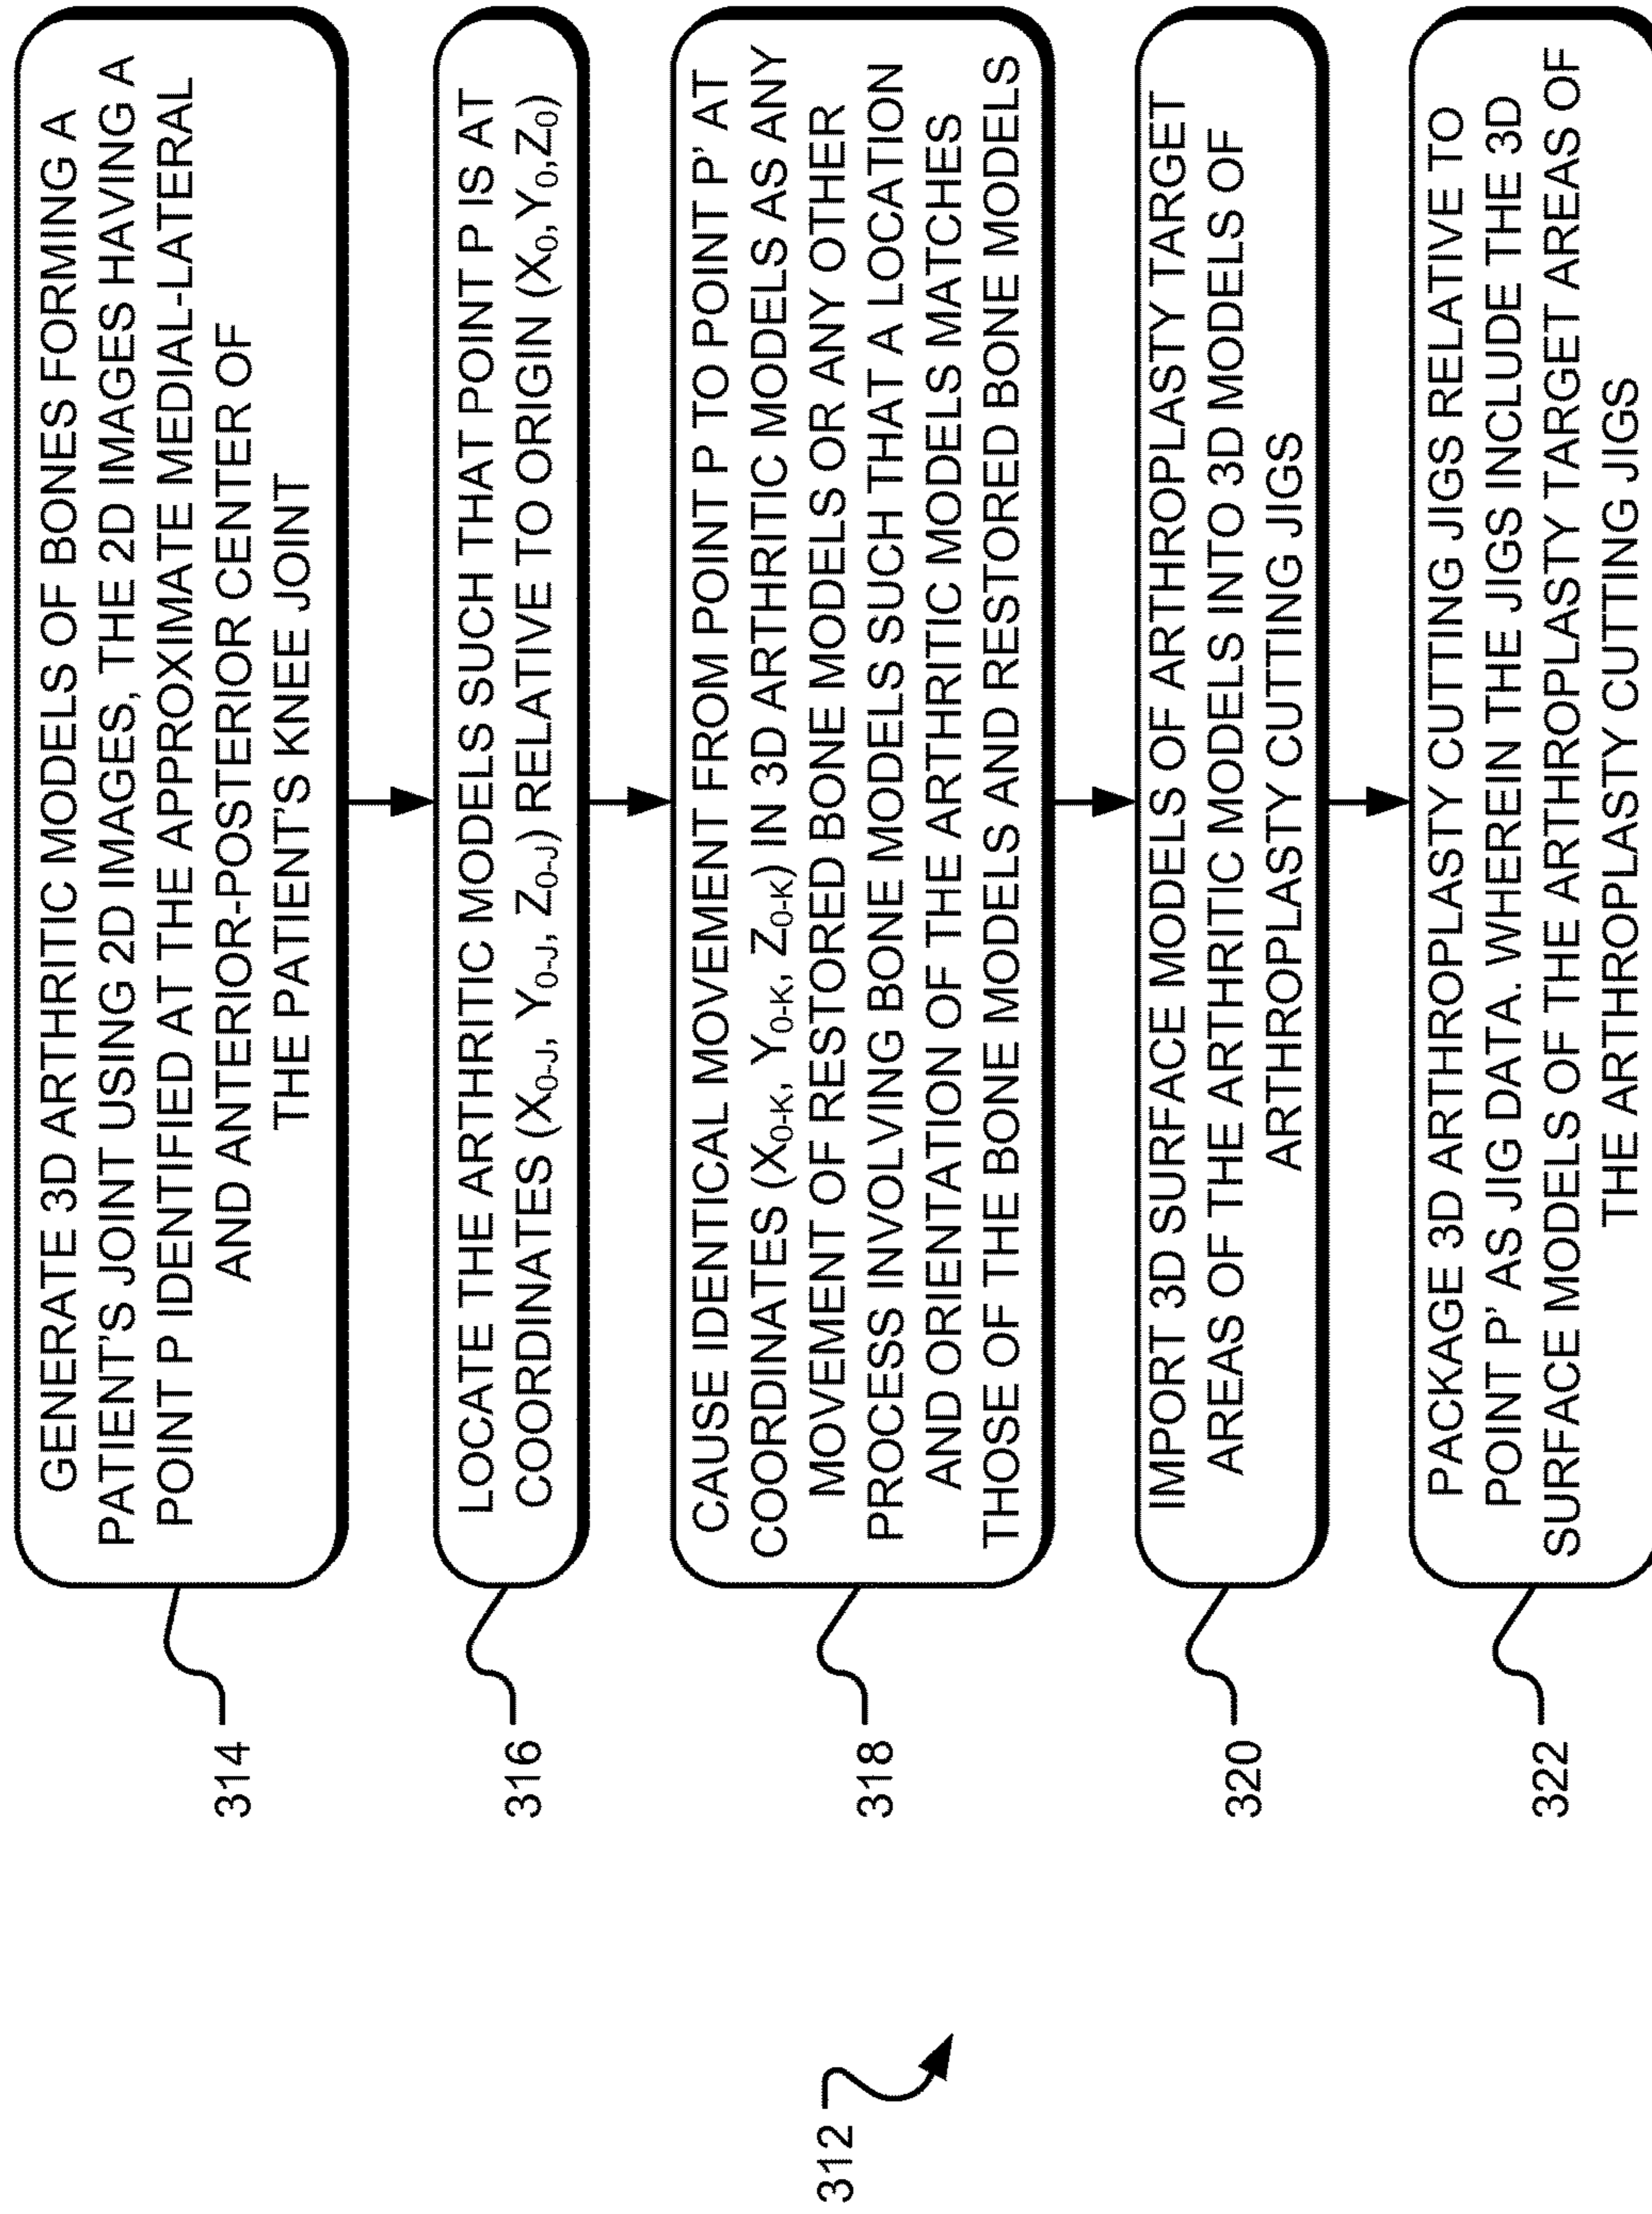 312
314
GENERATE 3D ARTHRITIC MODELS OF BONES FORMING A
PATIENT'S JOINT USING 2D IMAGES, THE 2D IMAGES HAVING A
POINT P IDENTIFIED AT THE APPROXIMATE MEDIAL-LATERAL
AND ANTERIOR-POSTERIOR CENTER OF
THE PATIENT'S KNEE JOINT
316
LOCATE THE ARTHRITIC MODELS SUCH THAT POINT P IS AT
COORDINATES (X₀₋J, Y₀₋J, Z₀₋J) RELATIVE TO ORIGIN (X₀, Y₀,Z₀)
318
CAUSE IDENTICAL MOVEMENT FROM POINT P TO POINT P' AT
COORDINATES (X₀₋K, Y₀₋K, Z₀₋K) IN 3D ARTHRITIC MODELS AS ANY
MOVEMENT OF RESTORED BONE MODELS OR ANY OTHER
PROCESS INVOLVING BONE MODELS SUCH THAT A LOCATION
AND ORIENTATION OF THE ARTHRITIC MODELS MATCHES
THOSE OF THE BONE MODELS AND RESTORED BONE MODELS
320
IMPORT 3D SURFACE MODELS OF ARTHROPLASTY TARGET
AREAS OF THE ARTHRITIC MODELS INTO 3D MODELS OF
ARTHROPLASTY CUTTING JIGS
322
PACKAGE 3D ARTHROPLASTY CUTTING JIGS RELATIVE TO
POINT P' AS JIG DATA. WHEREIN THE JIGS INCLUDE THE 3D
SURFACE MODELS OF THE ARTHROPLASTY TARGET AREAS OF
THE ARTHROPLASTY CUTTING JIGS